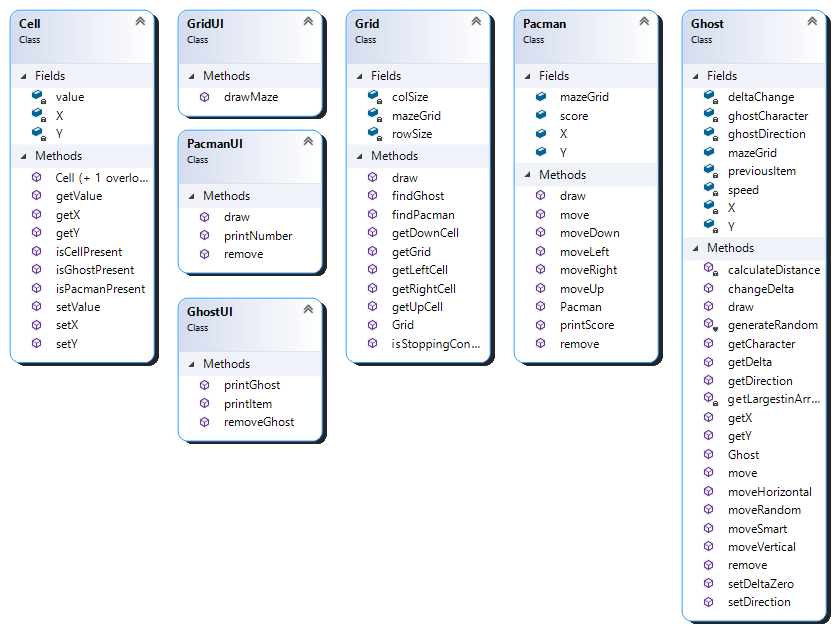 Cell
Class
Fields
value
X
Y
Methods
Cell (+ 1 overlo...
getValue
getX
getY
isCellPresent
isGhostPresent
isPacmanPresent
setValue
setX
setY
GridUI
Class
Methods
drawMaze
PacmanUI
Class
Methods
draw
printNumber
remove
GhostUI
Class
Methods
printGhost
printItem
removeGhost
Grid
Class
Fields
colSize
mazeGrid
rowSize
Methods
draw
findGhost
findPacman
getDownCell
getGrid
getLeftCell
getRightCell
getUpCell
Grid
isStoppingCon...
Pacman
Class
Fields
mazeGrid
score
X
Y
Methods
draw
move
moveDown
moveLeft
moveRight
moveUp
Pacman
printScore
remove
Ghost
Class
Fields
deltaChange
ghostCharacter
ghostDirection
mazeGrid
previousItem
speed
X
Y
Methods
calculateDistance
changeDelta
draw
generateRandom
getCharacter
getDelta
getDirection
getLargestinArr...
getX
getY
Ghost
move
moveHorizontal
moveRandom
moveSmart
moveVertical
remove
setDeltaZero
setDirection